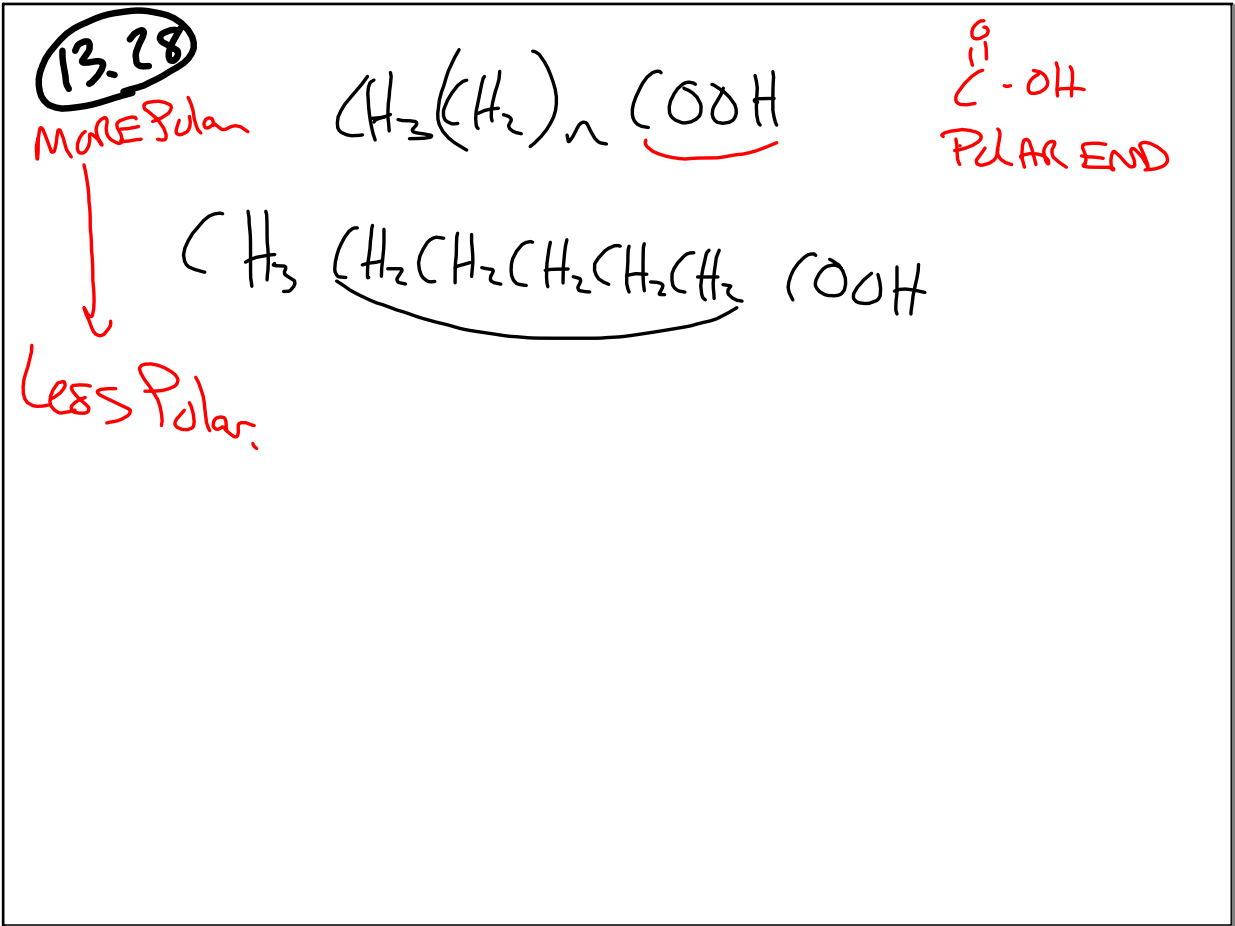 13.28
MORE Polar
CH₃(CH₂)ₙ COOH
O
||
C - OH
POLAR END
CH₃ CH₂CH₂CH₂CH₂CH₂ COOH
Less Polar.